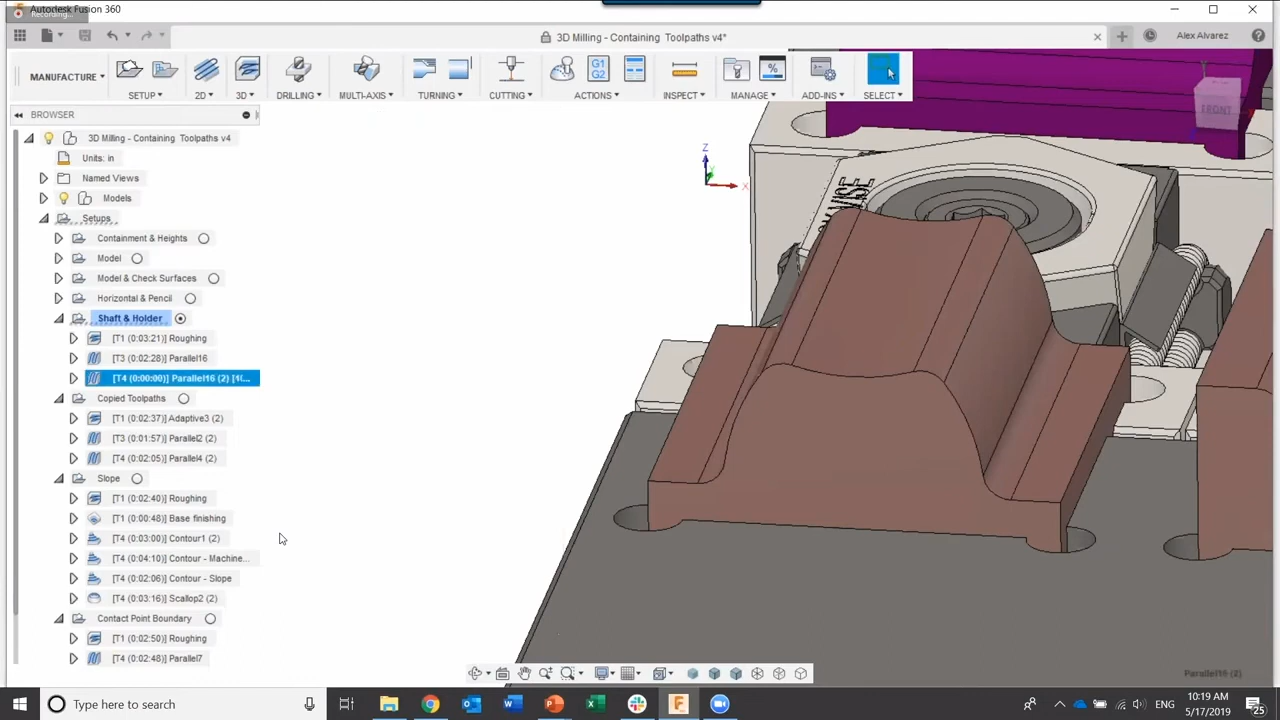 Autodesk Fusion 360
Recording...
3D Milling - Containing Toolpaths v4*
Alex Alvarez
MANUFACTURE
G1
G2
%
SETUP
2D
3D
DRILLING
MULTI-AXIS
TURNING
CUTTING
ACTIONS
INSPECT
MANAGE
ADD-INS
SELECT
BROWSER
3D Milling - Containing Toolpaths v4
Units: in
Named Views
Models
Setups
Containment & Heights
Model
Model & Check Surfaces
Horizontal & Pencil
Shaft & Holder
[T1 (0:03:21)] Roughing
[T3 (0:02:28)] Parallel16
[T4 (0:00:00)] Parallel16 (2) [1(...
Copied Toolpaths
[T1 (0:02:37)] Adaptive3 (2)
[T3 (0:01:57)] Parallel2 (2)
[T4 (0:02:05)] Parallel4 (2)
Slope
[T1 (0:02:40)] Roughing
[T1 (0:00:48)] Base finishing
[T4 (0:03:00)] Contour1 (2)
[T4 (0:04:10)] Contour - Machine...
[T4 (0:02:06)] Contour - Slope
[T4 (0:03:16)] Scallop2 (2)
Contact Point Boundary
[T1 (0:02:50)] Roughing
[T4 (0:02:48)] Parallel7
Z
X
FRONT
Parallel16 (2)
Type here to search
ENG
10:19 AM
5/17/2019
25